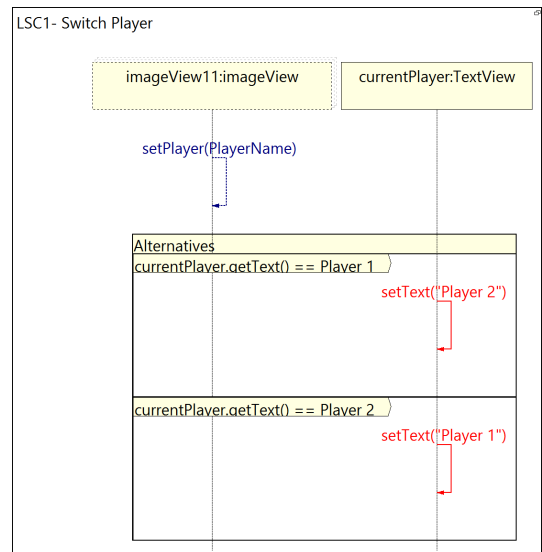 LSC1- Switch Player
imageView11:imageView
currentPlayer:TextView
setPlayer(PlayerName)
Alternatives
currentPlayer.getText() == Player 1
setText("Player 2")
currentPlayer.getText() == Player 2
setText("Player 1")